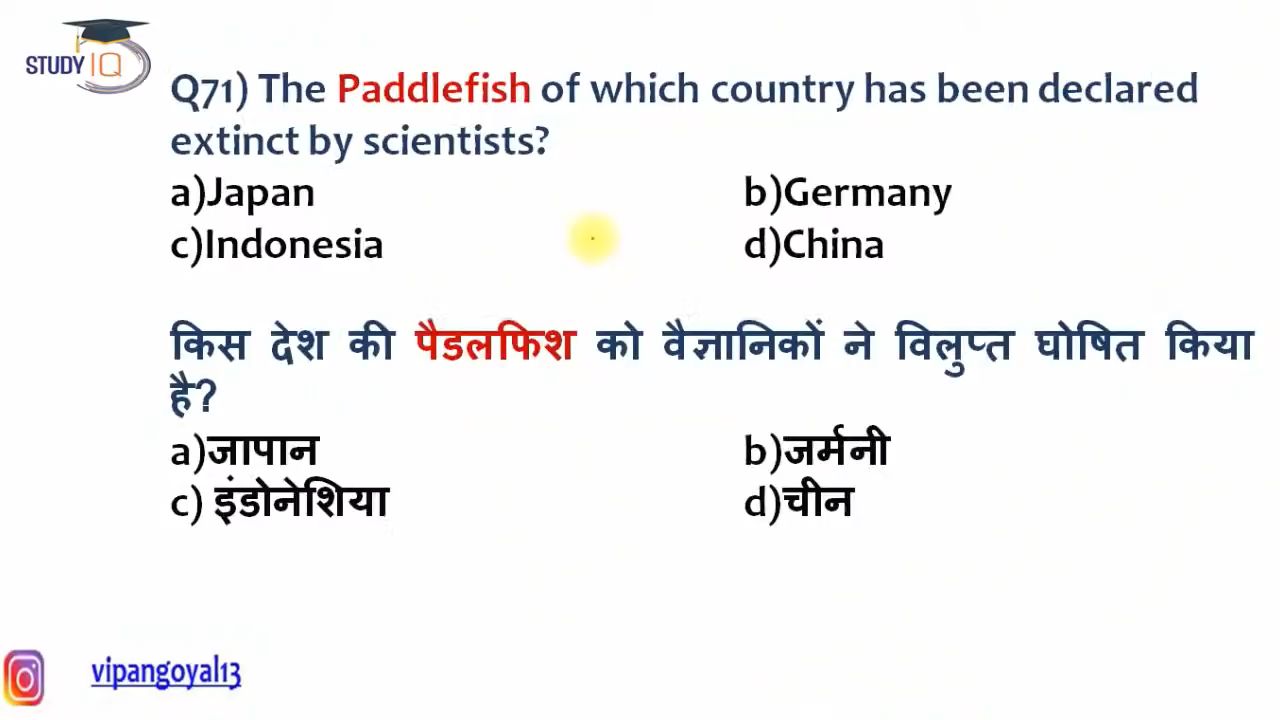 STUDY IQ
Q71) The Paddlefish of which country has been declared
extinct by scientists?
a)Japan b)Germany
c)Indonesia d)China
किस देश की पैडलफिश को वैज्ञानिकों ने विलुप्त घोषित किया
है?
a)जापान b)जर्मनी
c) इंडोनेशिया d)चीन
vipangoyal13